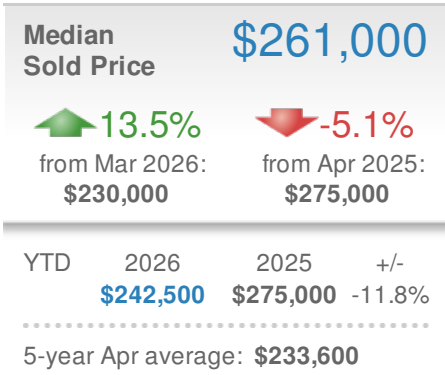 Median
Sold Price
$261,000
13.5%
from Mar 2026:
$230,000
-5.1%
from Apr 2025:
$275,000
YTD 2026 2025 +/-
$242,500 $275,000 -11.8%
5-year Apr average: $233,600